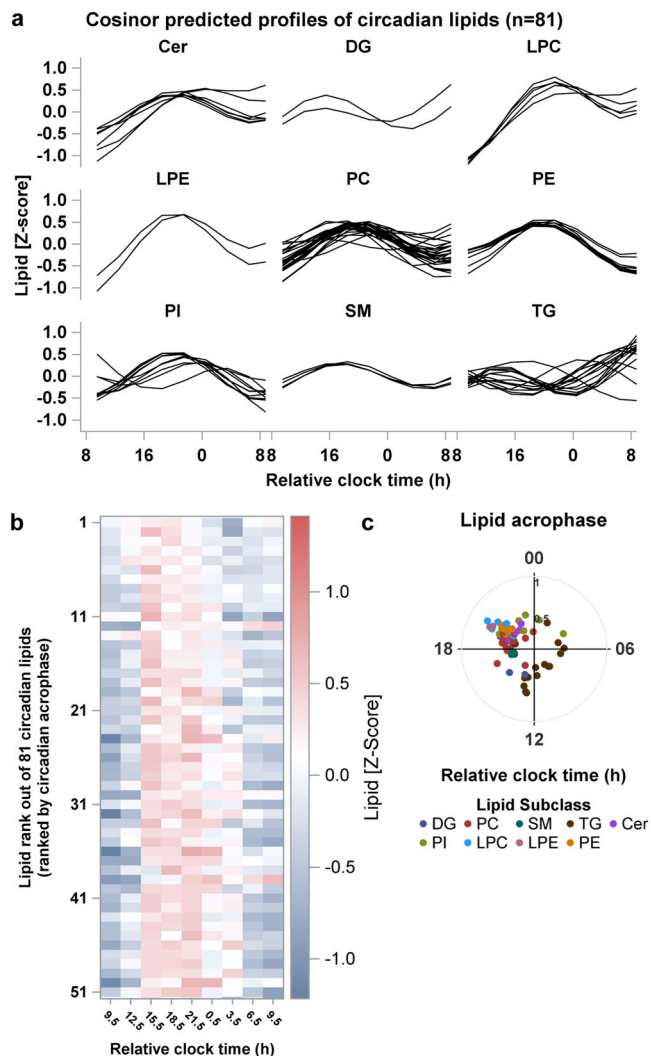 a
Cosinor predicted profiles of circadian lipids (n=81)
Cer DG LPC
1.0
0.5
0.0
-0.5
-1.0
LPE PC PE
1.0
0.5
0.0
-0.5
-1.0
PI SM TG
1.0
0.5
0.0
-0.5
-1.0
Lipid [Z-score]
8 16 0 8 8 16 0 8 8 16 0 8
Relative clock time (h)
b
1
11
21
31
41
51
Lipid rank out of 81 circadian lipids
(ranked by circadian acrophase)
9.5 12.5 15.5 18.5 21.5 0.5 3.5 6.5 9.5
Relative clock time (h)
1.0
0.5
0.0
-0.5
-1.0
Lipid [Z-Score]
c
Lipid acrophase
00
1
0.5
18 06
12
Relative clock time (h)
Lipid Subclass
DG PC SM TG Cer
PI LPC LPE PE